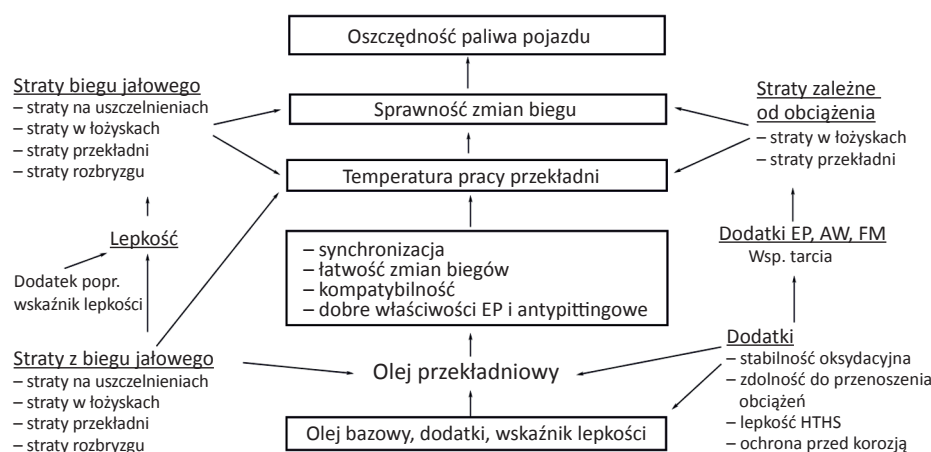 Oszczędność paliwa pojazdu
Straty biegu jałowego
– straty na uszczelnieniach
– straty w łożyskach
– straty przekładni
– straty rozbryzgu
Sprawność zmian biegu
Straty zależne
od obciążenia
– straty w łożyskach
– straty przekładni
Temperatura pracy przekładni
Lepkość
Dodatek popr.
wskaźnik lepkości
– synchronizacja
– łatwość zmian biegów
– kompatybilność
– dobre właściwości EP i antypittingowe
Dodatki EP, AW, FM
Wsp. tarcia
Straty z biegu jałowego
– straty na uszczelnieniach
– straty w łożyskach
– straty przekładni
– straty rozbryzgu
Olej przekładniowy
Dodatki
– stabilność oksydacyjna
– zdolność do przenoszenia
obciążeń
– lepkość HTHS
– ochrona przed korozją
Olej bazowy, dodatki, wskaźnik lepkości